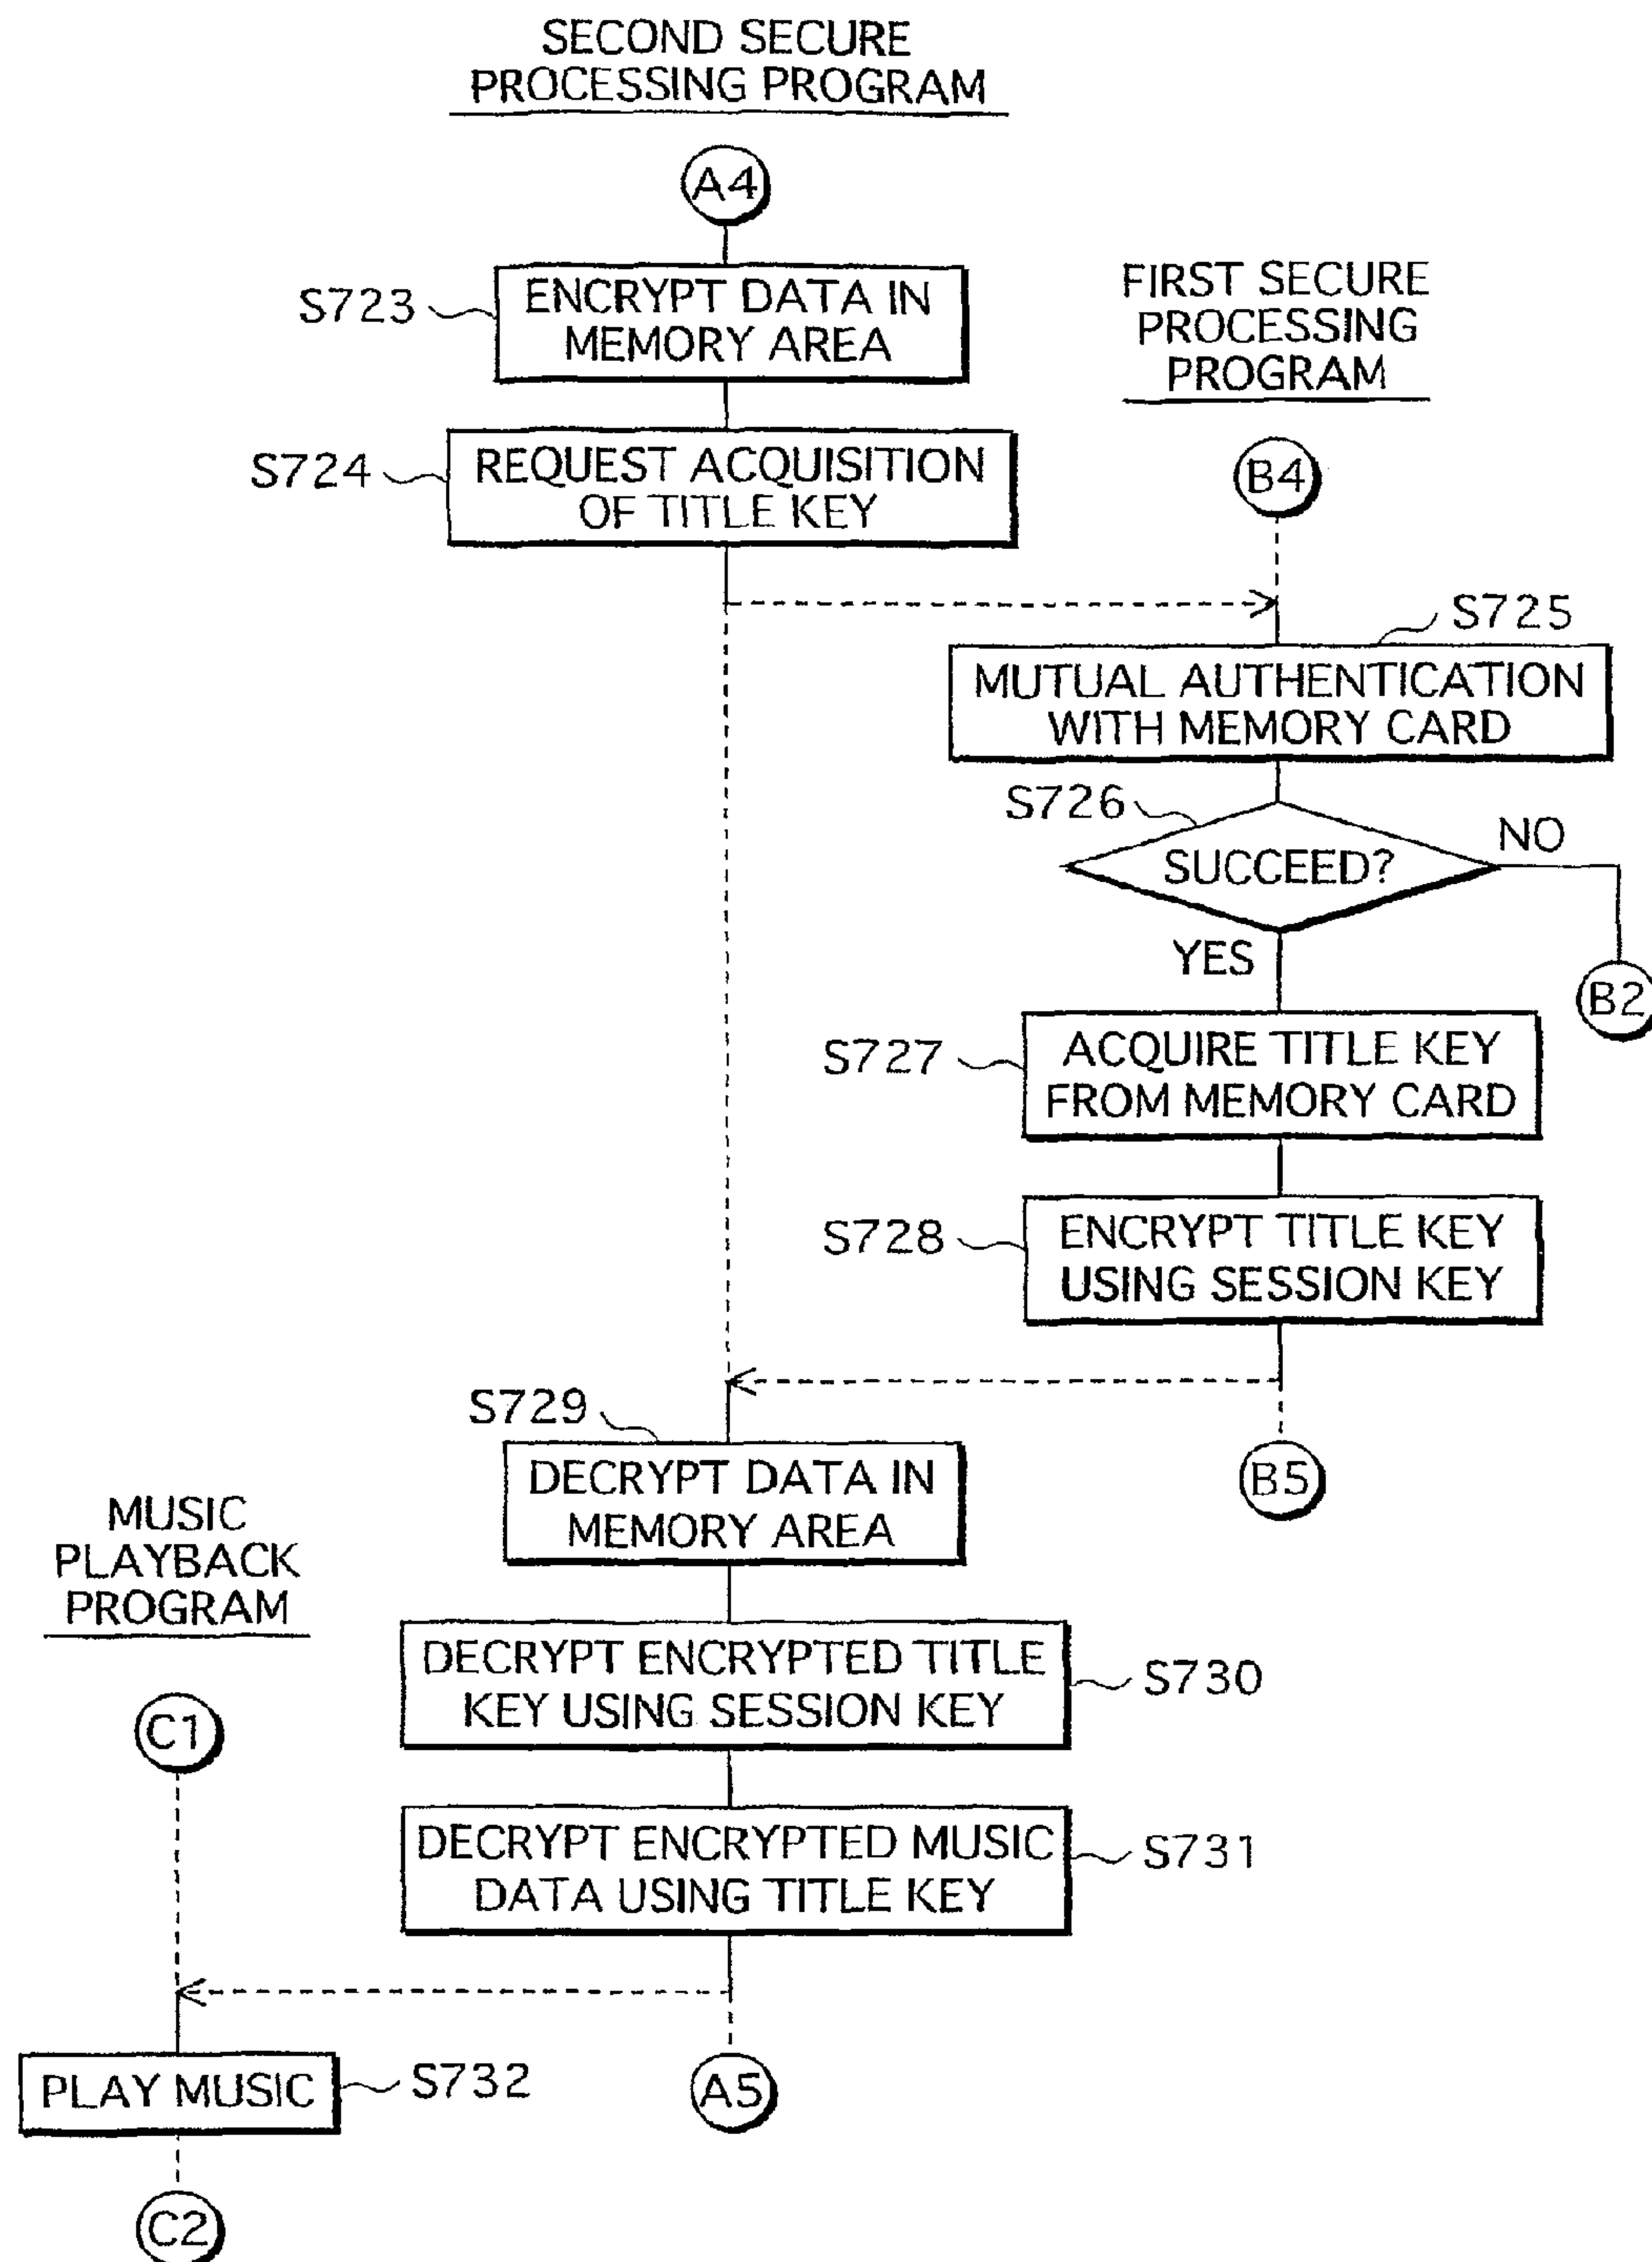 SECOND SECURE
PROCESSING PROGRAM
A4
S723
ENCRYPT DATA IN
MEMORY AREA
FIRST SECURE
PROCESSING
PROGRAM
S724
REQUEST ACQUISITION
OF TITLE KEY
B4
S725
MUTUAL AUTHENTICATION
WITH MEMORY CARD
S726
SUCCEED?
NO
YES
B2
S727
ACQUIRE TITLE KEY
FROM MEMORY CARD
S728
ENCRYPT TITLE KEY
USING SESSION KEY
S729
DECRYPT DATA IN
MEMORY AREA
B5
MUSIC
PLAYBACK
PROGRAM
DECRYPT ENCRYPTED TITLE
KEY USING SESSION KEY
S730
C1
DECRYPT ENCRYPTED MUSIC
DATA USING TITLE KEY
S731
PLAY MUSIC
S732
A5
C2